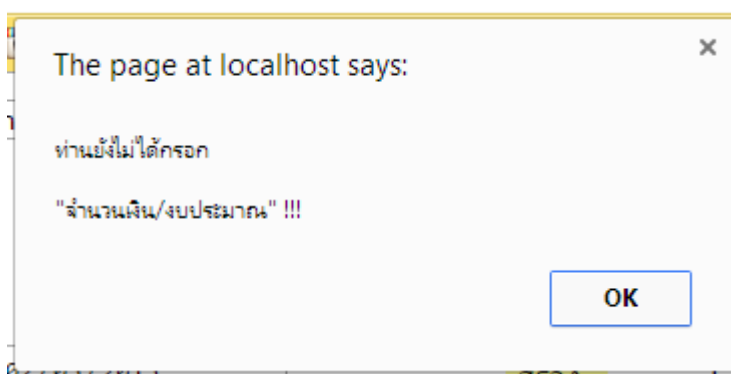 The page at localhost says:
×
ท่านยังไม่ได้กรอก
"จำนวนเงิน/งบประมาณ" !!!
OK